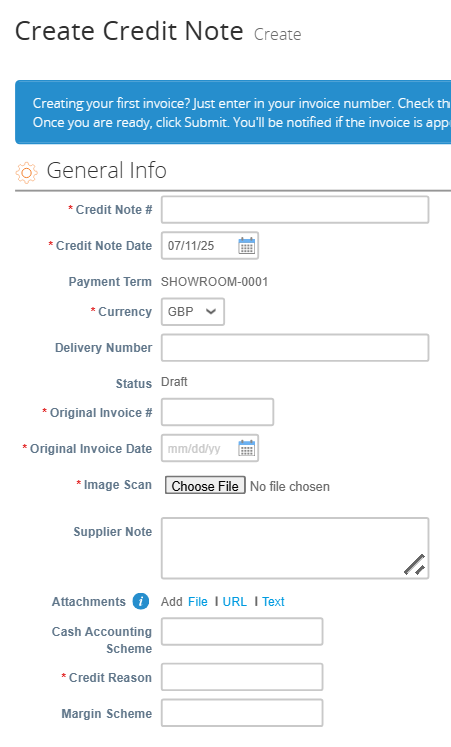 Create Credit Note Create
Creating your first invoice? Just enter in your invoice number. Check
Once you are ready, click Submit. You'll be notified if the invoice is
General Info
* Credit Note #
* Credit Note Date 07/11/25
Payment Term SHOWROOM-0001
* Currency GBP
Delivery Number
Status Draft
* Original Invoice #
* Original Invoice Date mm/dd/yy
* Image Scan Choose File No file chosen
Supplier Note
Attachments i Add File | URL | Text
Cash Accounting
Scheme
* Credit Reason
Margin Scheme